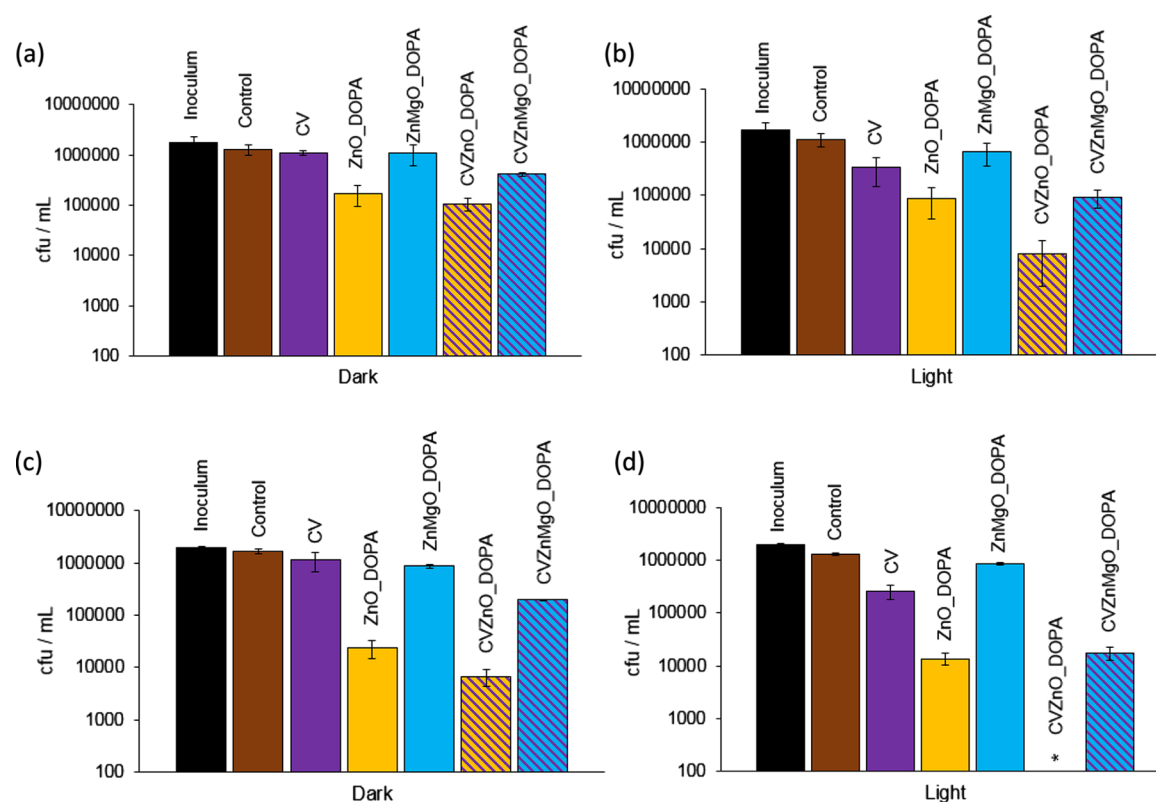 (a)
Inoculum
Control
CV
ZnO_DOPA
ZnMgO_DOPA
CVZnO_DOPA
CVZnMgO_DOPA
cfu / mL
10000000
1000000
100000
10000
1000
100
Dark
(b)
Inoculum
Control
CV
ZnO_DOPA
ZnMgO_DOPA
CVZnO_DOPA
CVZnMgO_DOPA
cfu / mL
10000000
1000000
100000
10000
1000
100
Light
(c)
Inoculum
Control
CV
ZnO_DOPA
ZnMgO_DOPA
CVZnO_DOPA
CVZnMgO_DOPA
cfu / mL
10000000
1000000
100000
10000
1000
100
Dark
(d)
Inoculum
Control
CV
ZnO_DOPA
ZnMgO_DOPA
* CVZnO_DOPA
CVZnMgO_DOPA
cfu / mL
10000000
1000000
100000
10000
1000
100
Light